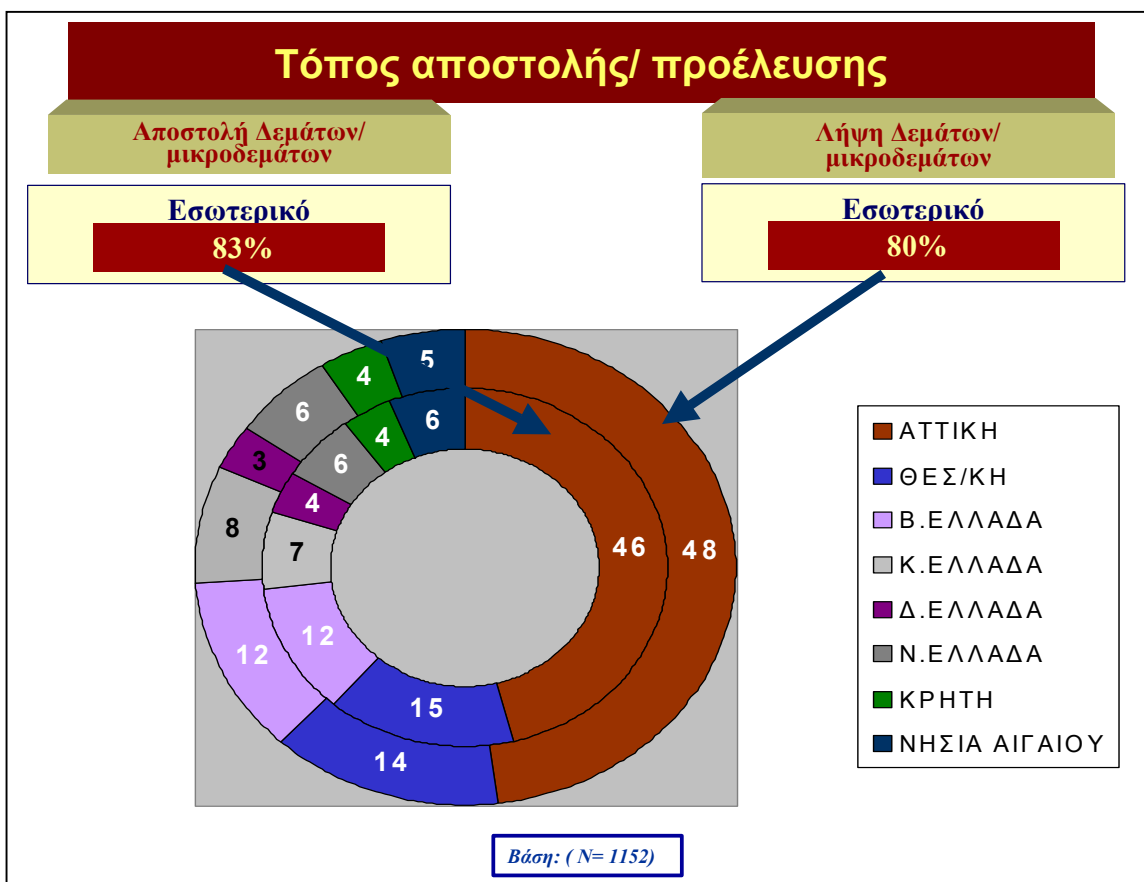 Τόπος αποστολής/ προέλευσης
Αποστολή Δεμάτων/
μικροδεμάτων
Λήψη Δεμάτων/
μικροδεμάτων
Εσωτερικό
83%
Εσωτερικό
80%
5
4
6
6
4
3
6
4
8
7
46
48
12
12
15
14
ΑΤΤΙΚΗ
ΘΕΣ/ΚΗ
Β.ΕΛΛΑΔΑ
Κ.ΕΛΛΑΔΑ
Δ.ΕΛΛΑΔΑ
Ν.ΕΛΛΑΔΑ
ΚΡΗΤΗ
ΝΗΣΙΑ ΑΙΓΑΙΟΥ
Βάση: ( Ν= 1152)